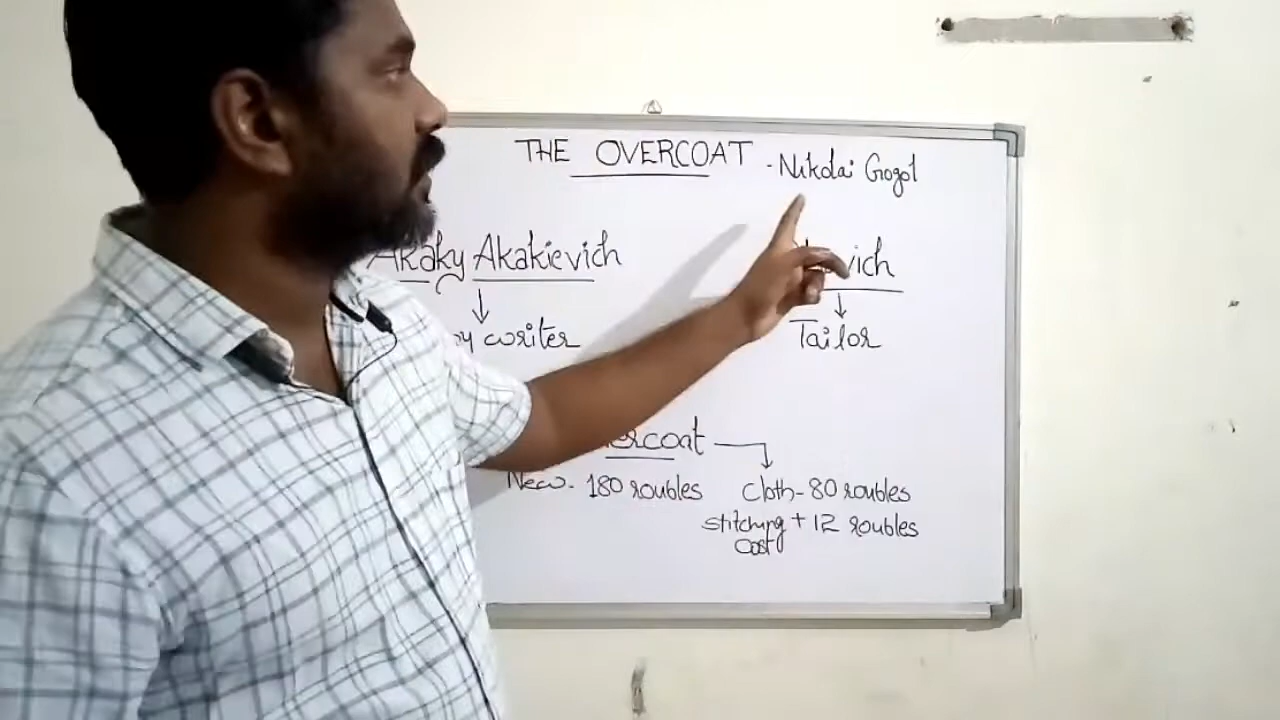 THE OVERCOAT - Nikolai Gogol
Akaky Akakievich
writer
Tailor
New - 180 roubles
cloth - 80 roubles
stitching + 12 roubles
cost